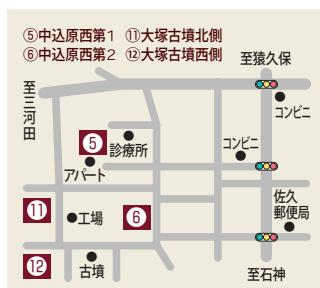 ⑤中込原西第1 ⑪大塚古墳北側
⑥中込原西第2 ⑫大塚古墳西側
至猿久保
至三河田
コンビニ
⑤
診療所
コンビニ
アパート
佐久
郵便局
⑪
工場
⑥
⑫
古墳
至石神